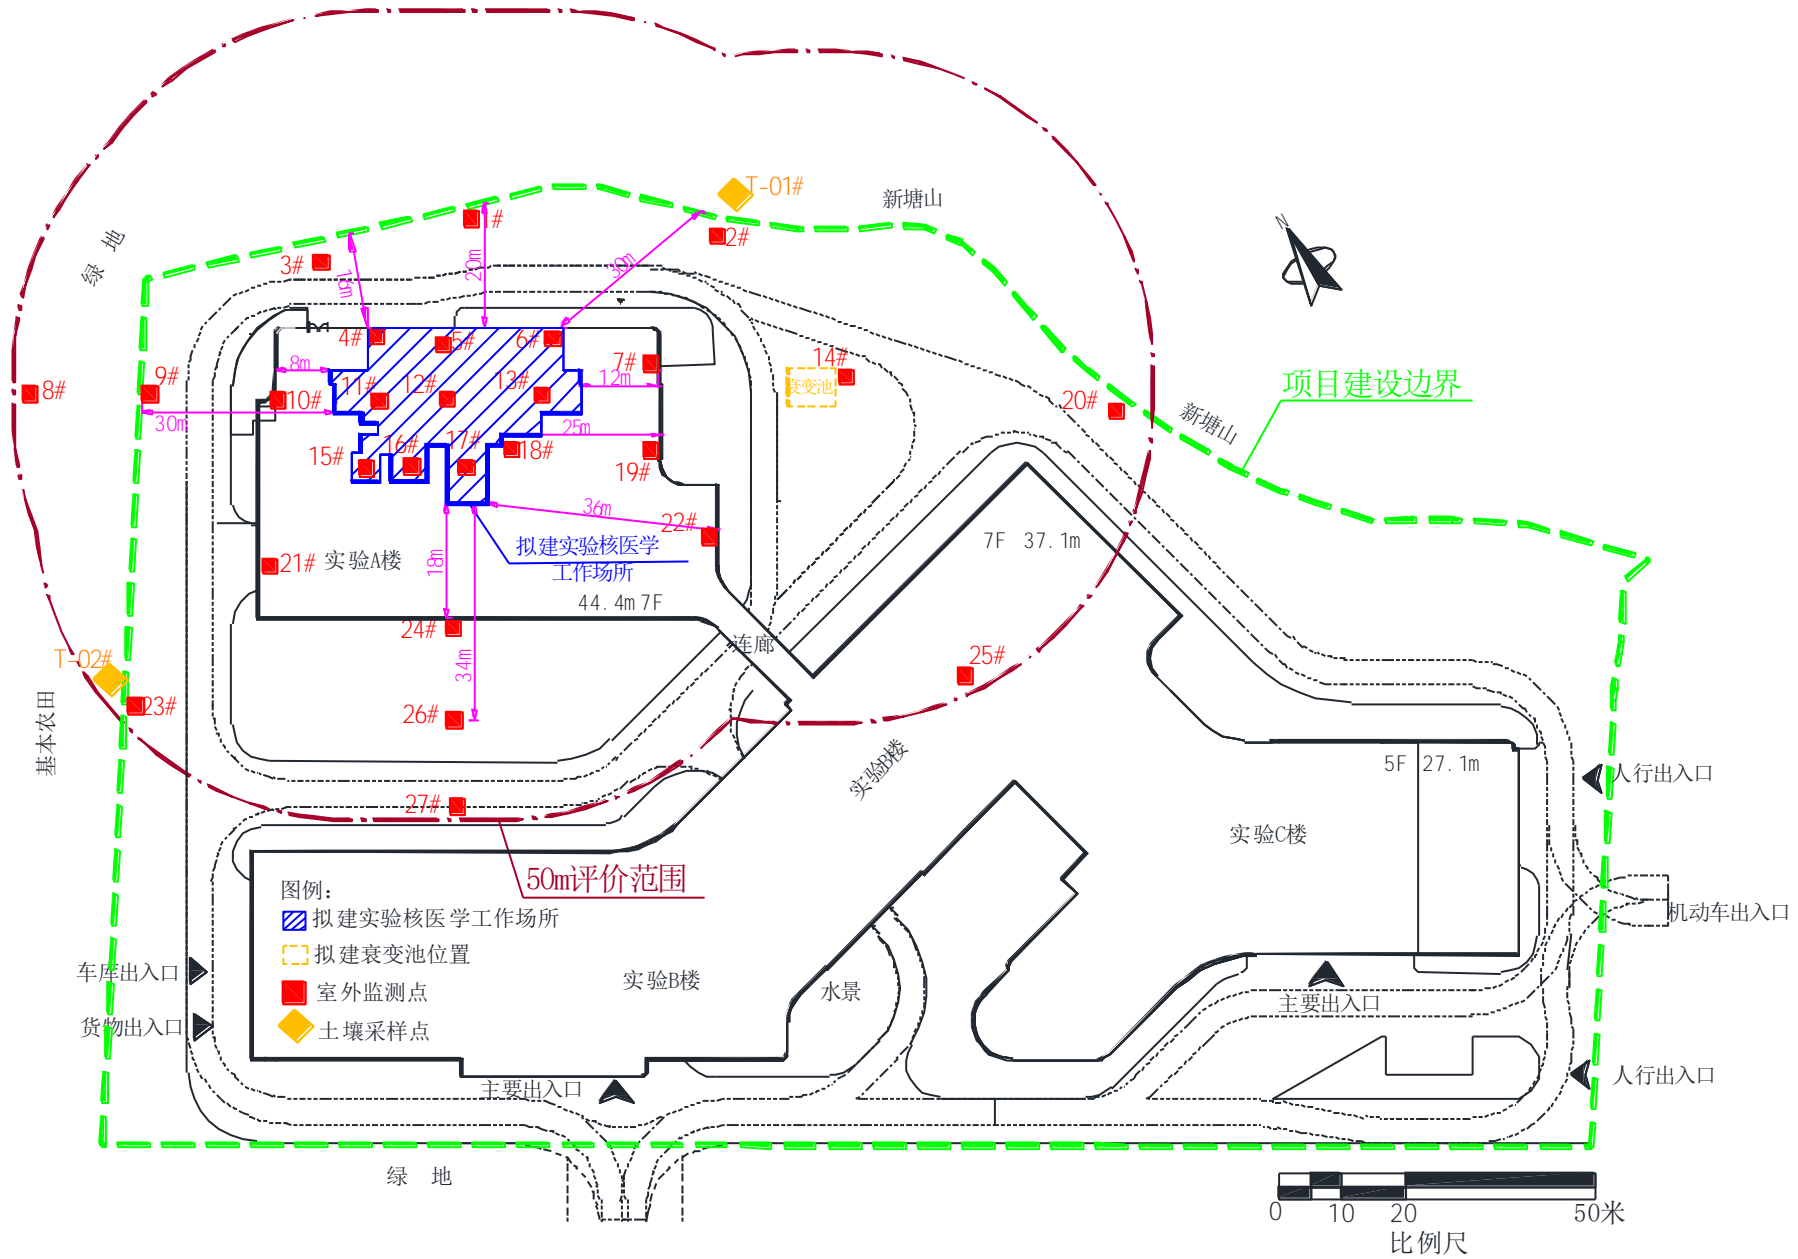 T-01#
新塘山
N
1#
2#
绿 地
3#
19m
20m
30m
4#
5#
6#
7#
14#
8m
12m
衰变池
项目建设边界
8#
9#
10#
11#
12#
13#
20#
新塘山
30m
25m
15#
16#
17#
18#
19#
36m
22#
7F 37.1m
拟建实验核医学
工作场所
21#
实验A楼
18m
44.4m 7F
24#
连廊
34m
T-02#
25#
23#
26#
基本农田
实验B楼
5F 27.1m
人行出入口
27#
实验C楼
50m评价范围
图例：
拟建实验核医学工作场所
机动车出入口
拟建衰变池位置
车库出入口
实验B楼
水景
室外监测点
主要出入口
货物出入口
土壤采样点
主要出入口
人行出入口
绿 地
0 10 20 50米
比例尺